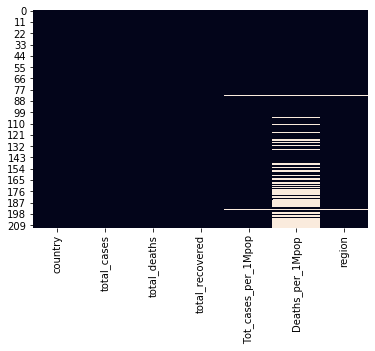 0
11
22
33
44
55
66
77
88
99
110
121
132
143
154
165
176
187
198
209
country
total_cases
total_deaths
total_recovered
Tot_cases_per_1Mpop
Deaths_per_1Mpop
region